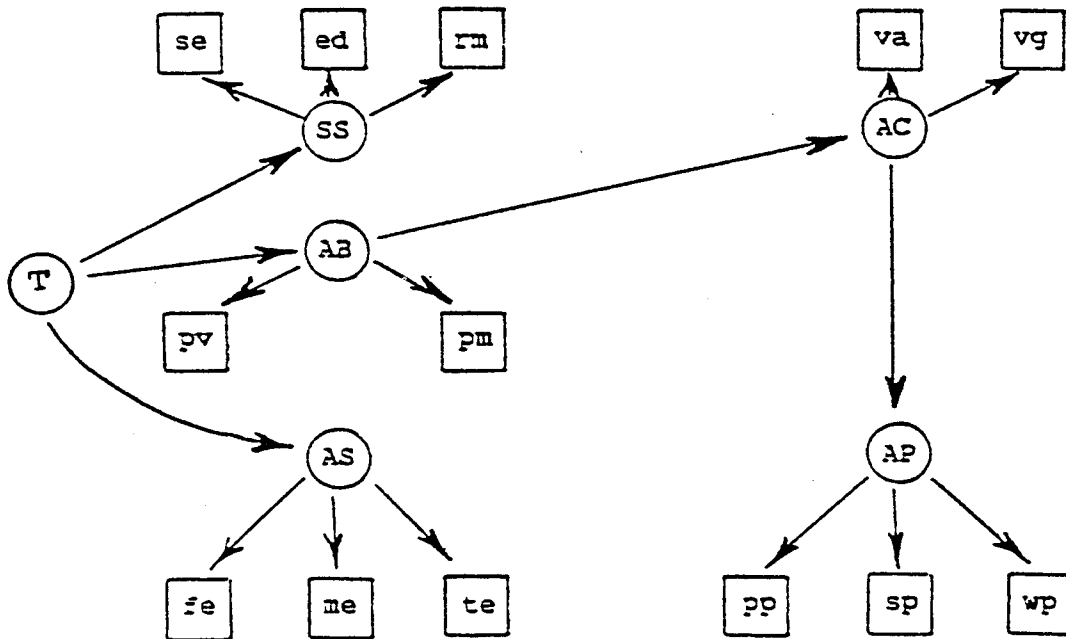 se ed rm va vg
SS AC
AB
T
pv pm
AS AP
fe me te pp sp wp